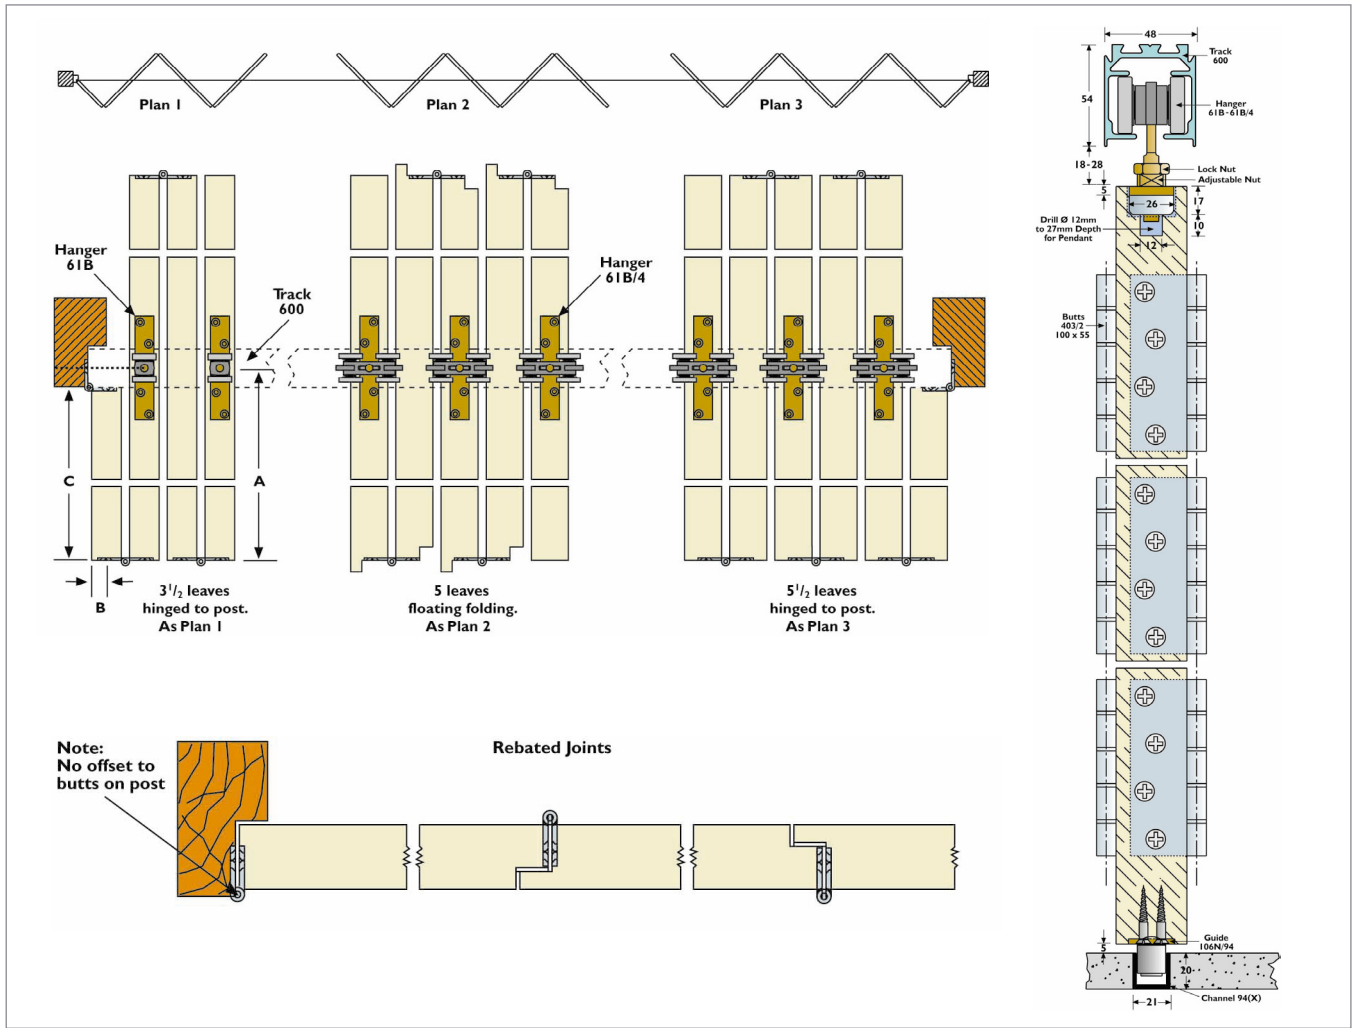 Plan 1
Plan 2
Plan 3
Hanger
61B
Track
600
Hanger
61B/4
C
A
B
3 1/2 leaves
hinged to post.
As Plan 1
5 leaves
floating folding.
As Plan 2
5 1/2 leaves
hinged to post.
As Plan 3
Note:
No offset to
butts on post
Rebated Joints
48
Track
600
54
Hanger
61B-61B/4
18-28
Lock Nut
Adjustable Nut
5
26
17
Drill Ø 12mm
to 27mm Depth
for Pendant
10
12
Butts
403/2
100 x 55
Guide
106N/94
5
20
Channel 94(X)
21